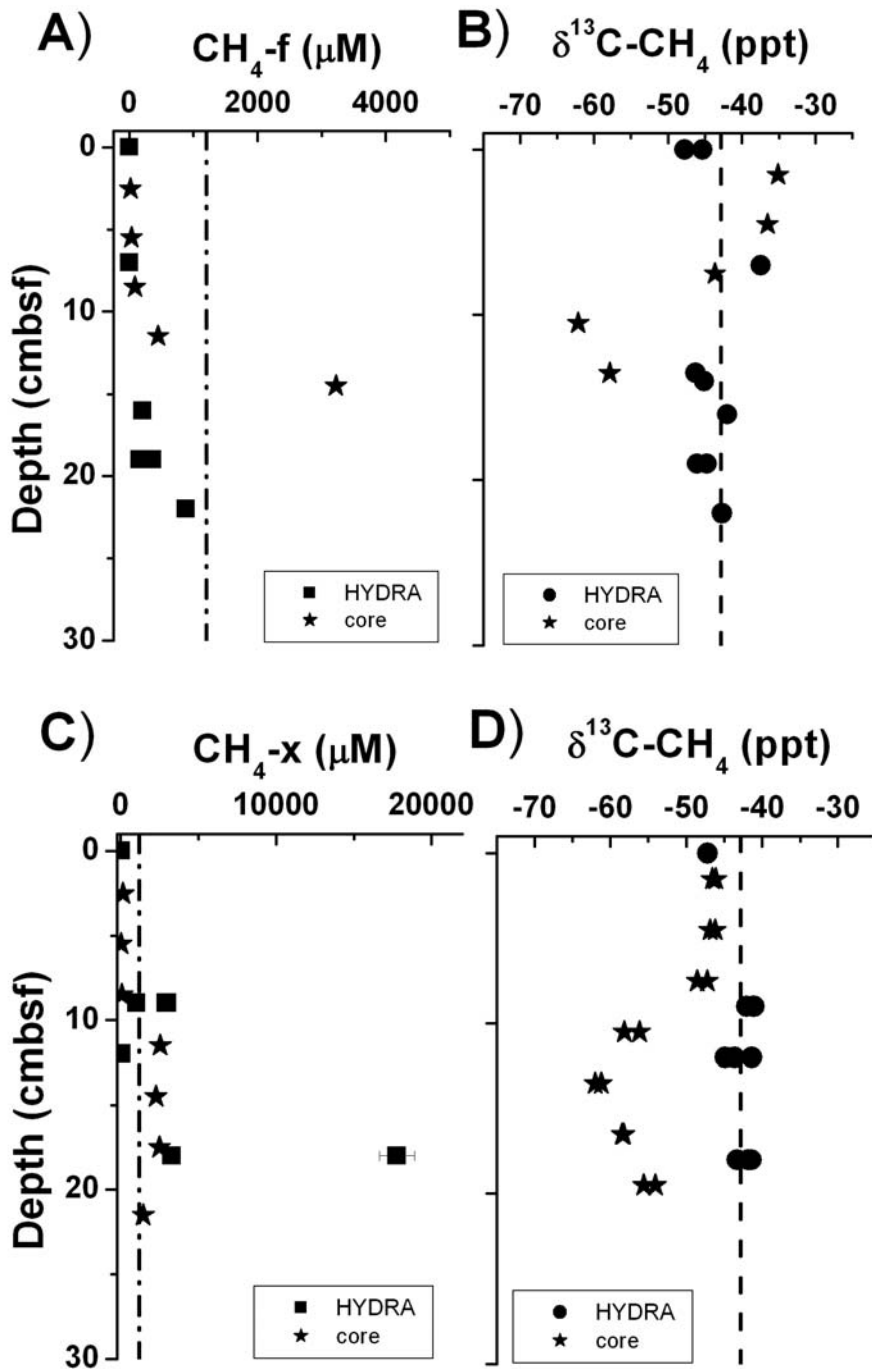 A)
CH₄-f (μM)
0 2000 4000
Depth (cmbsf)
0
10
20
30
HYDRA
core
B)
δ¹³C-CH₄ (ppt)
-70 -60 -50 -40 -30
HYDRA
core
C)
CH₄-x (μM)
0 10000 20000
Depth (cmbsf)
0
10
20
30
HYDRA
core
D)
δ¹³C-CH₄ (ppt)
-70 -60 -50 -40 -30
HYDRA
core